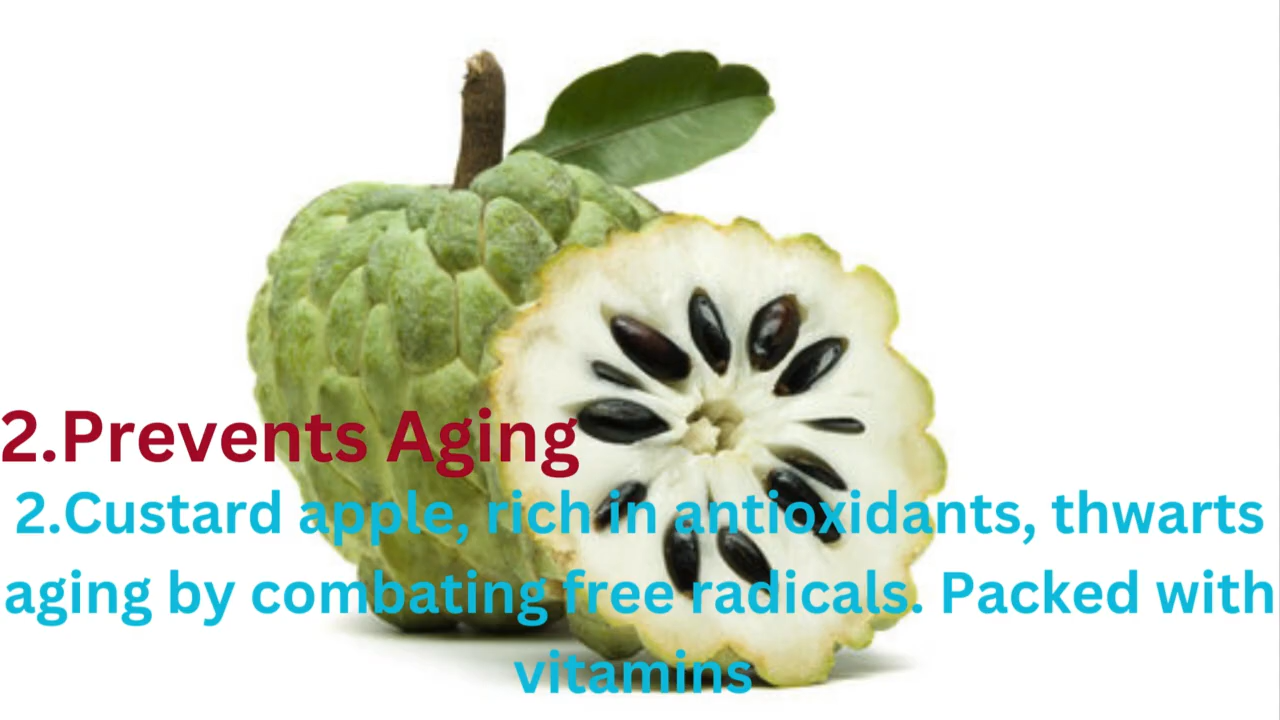 2.Prevents Aging
2.Custard apple, rich in antioxidants, thwarts
aging by combating free radicals. Packed with
vitamins